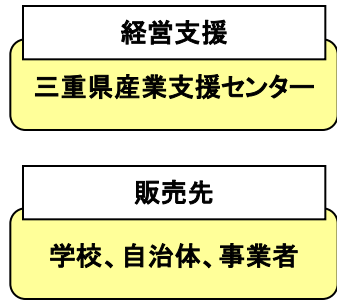 経営支援
三重県産業支援センター
販売先
学校、自治体、事業者